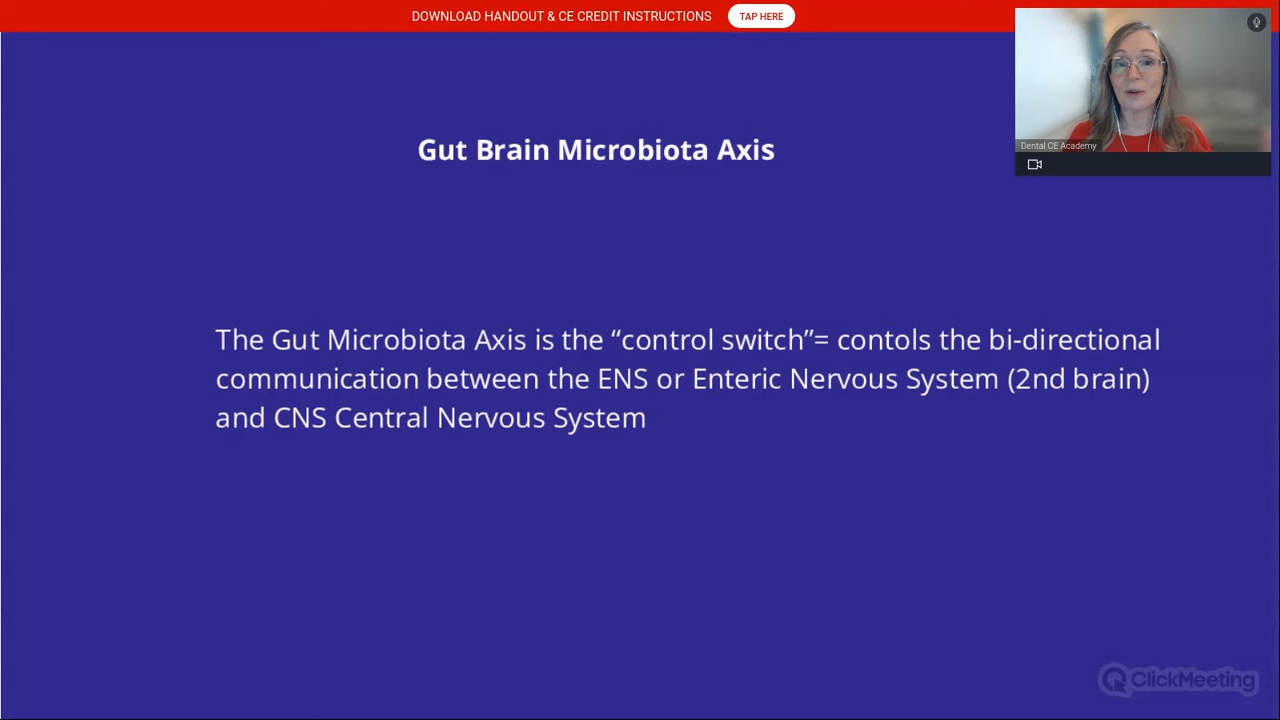 DOWNLOAD HANDOUT & CE CREDIT INSTRUCTIONS
TAP HERE
Dental CE Academy
Gut Brain Microbiota Axis
The Gut Microbiota Axis is the “control switch”= contols the bi-directional
communication between the ENS or Enteric Nervous System (2nd brain)
and CNS Central Nervous System
ClickMeeting